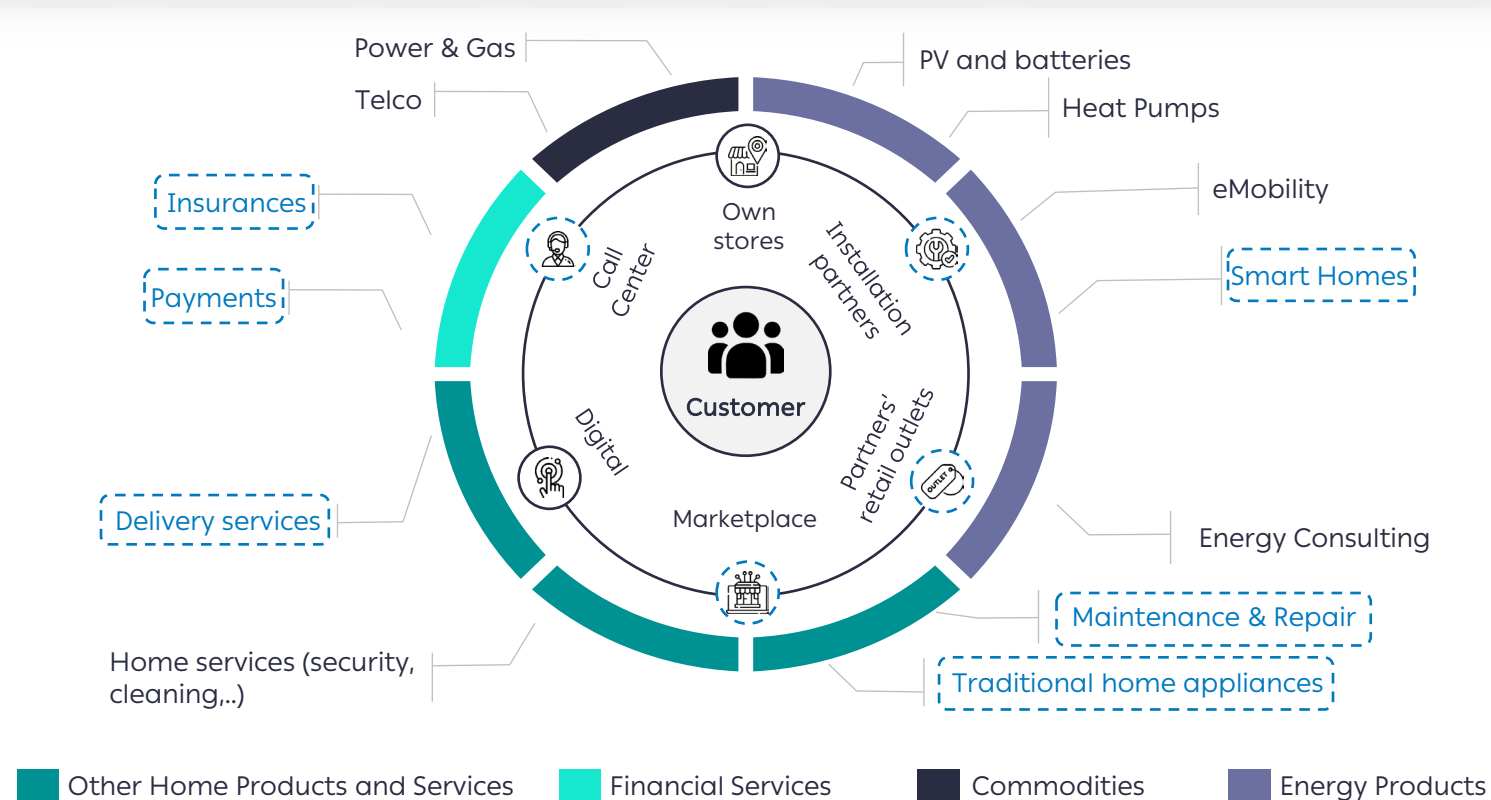 Power & Gas
Telco
Insurances
Payments
Delivery services
Home services (security,
cleaning,..)
PV and batteries
Heat Pumps
eMobility
Smart Homes
Energy Consulting
Maintenance & Repair
Traditional home appliances
Own
stores
Installation
partners
Partners'
retail outlets
OUTLET
Marketplace
Digital
Call
Center
Customer
Other Home Products and Services
Financial Services
Commodities
Energy Products